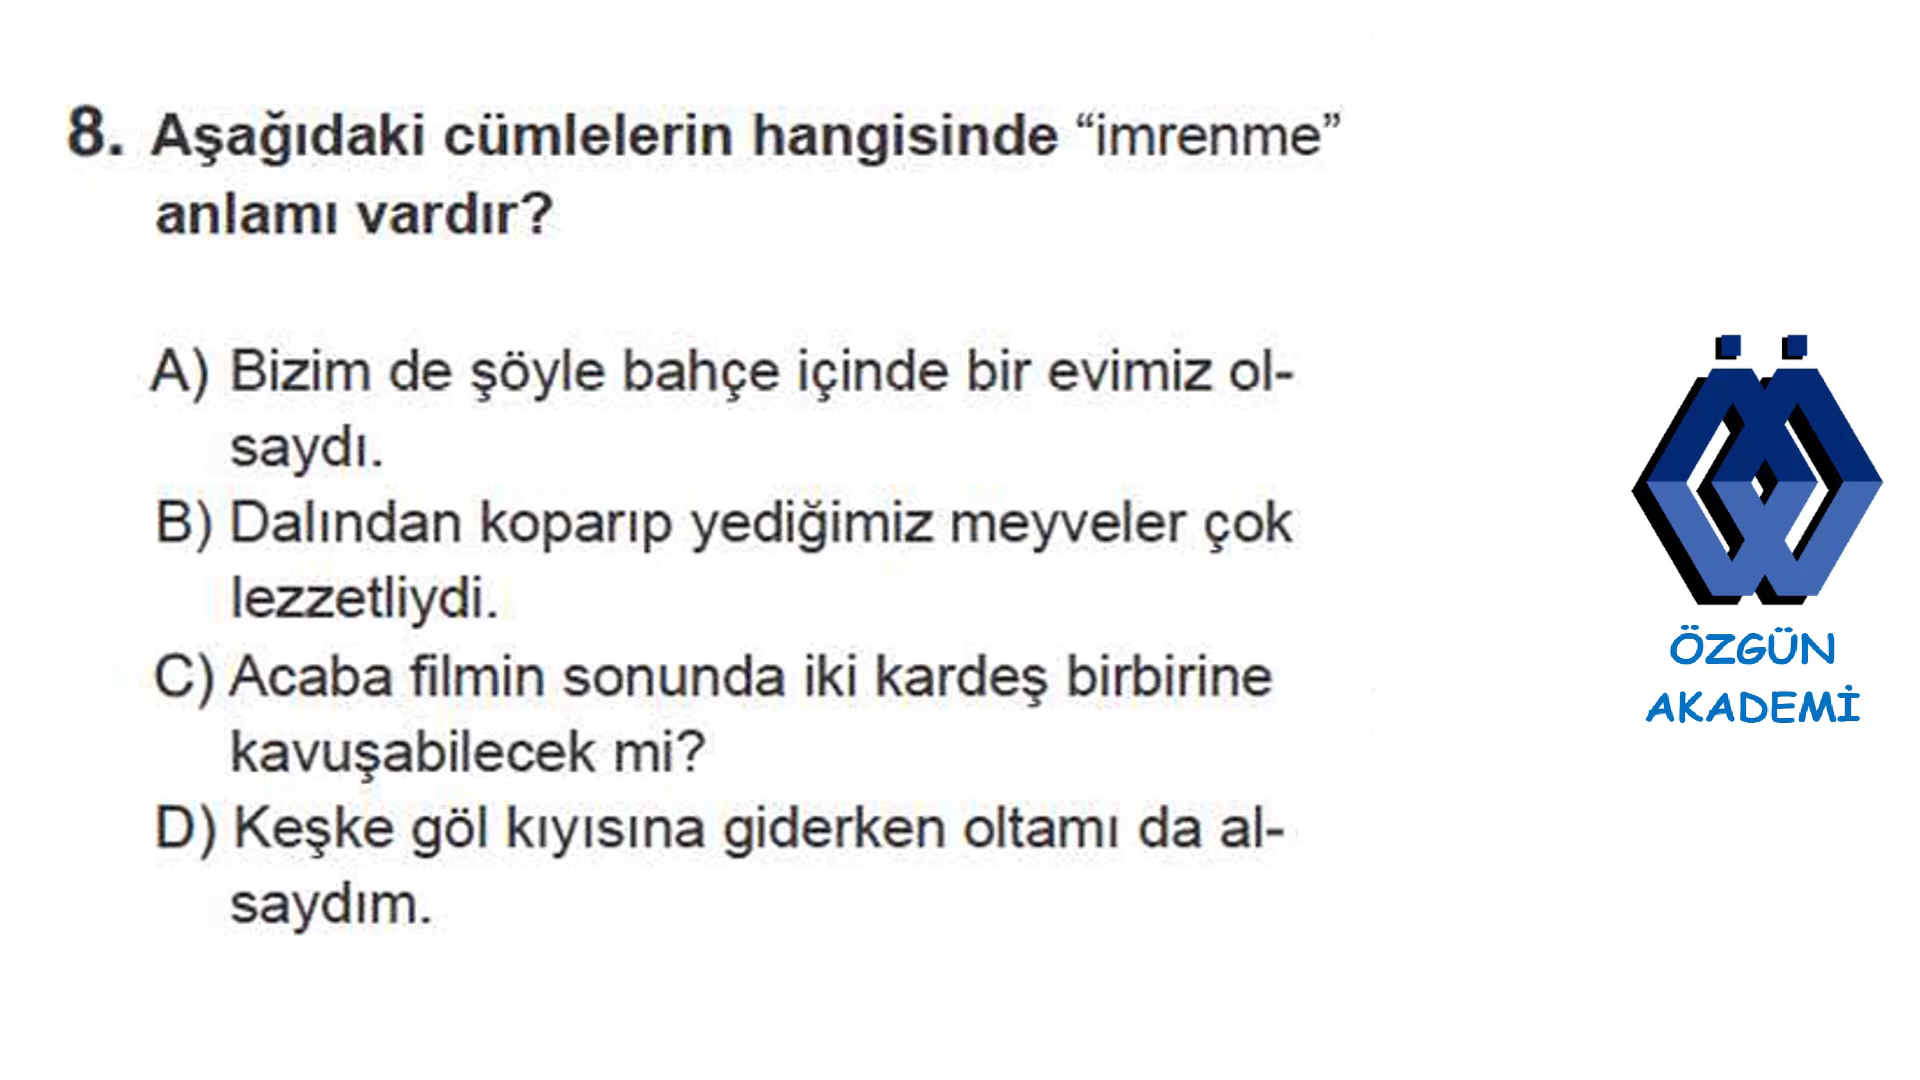 8. Aşağıdaki cümlelerin hangisinde “imrenme”
anlamı vardır?
A) Bizim de şöyle bahçe içinde bir evimiz ol-
saydı.
B) Dalından koparıp yediğimiz meyveler çok
lezzetliydi.
C) Acaba filmin sonunda iki kardeş birbirine
kavuşabilecek mi?
D) Keşke göl kıyısına giderken oltamı da al-
saydım.
ÖZGÜN
AKADEMİ